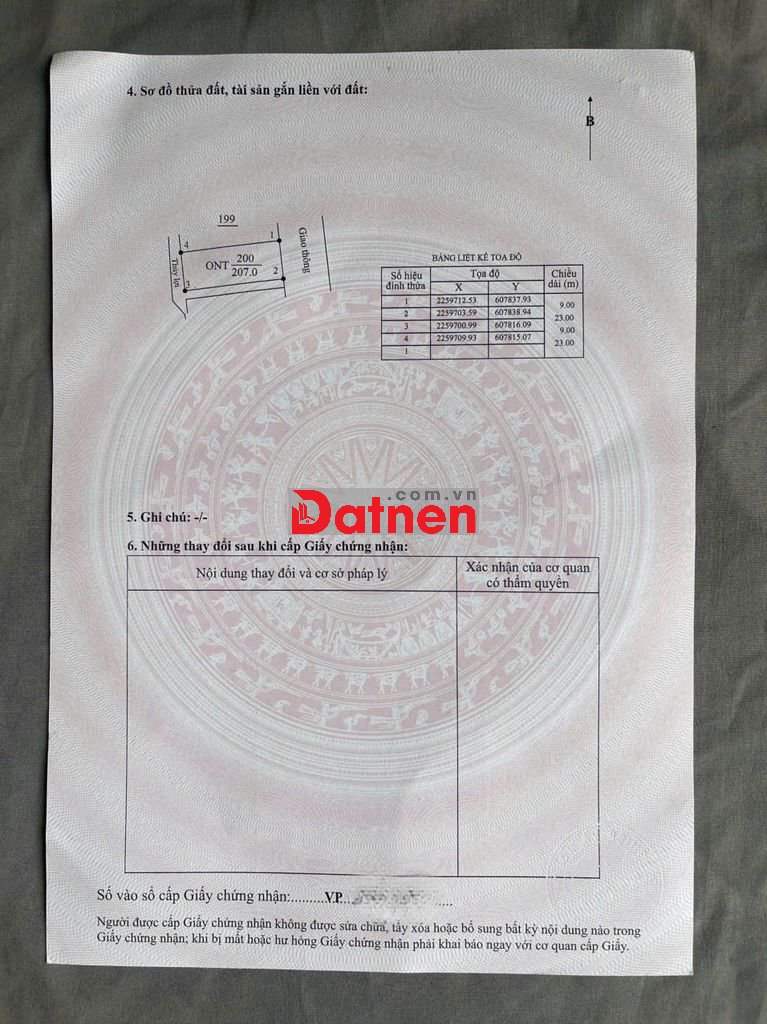 4. Sơ đồ thửa đất, tài sản gắn liền với đất:
B
199
4
1
Giao thông
Thủy lợi
ONT 200
207.0
2
3
BẢNG LIỆT KÊ TỌA ĐỘ
Số hiệu đỉnh thửa Tọa độ Chiều dài (m)
X Y
1 2259712.53 607837.93
9.00
2 2259703.59 607838.94
23.00
3 2259700.99 607816.09
9.00
4 2259709.93 607815.07
23.00
1
.com.vn
Datnen
5. Ghi chú: -/-
6. Những thay đổi sau khi cấp Giấy chứng nhận:
Nội dung thay đổi và cơ sở pháp lý
Xác nhận của cơ quan
có thẩm quyền
Số vào sổ cấp Giấy chứng nhận:.........VP...
Người được cấp Giấy chứng nhận không được sửa chữa, tẩy xóa hoặc bổ sung bất kỳ nội dung nào trong
Giấy chứng nhận; khi bị mất hoặc hư hỏng Giấy chứng nhận phải khai báo ngay với cơ quan cấp Giấy.